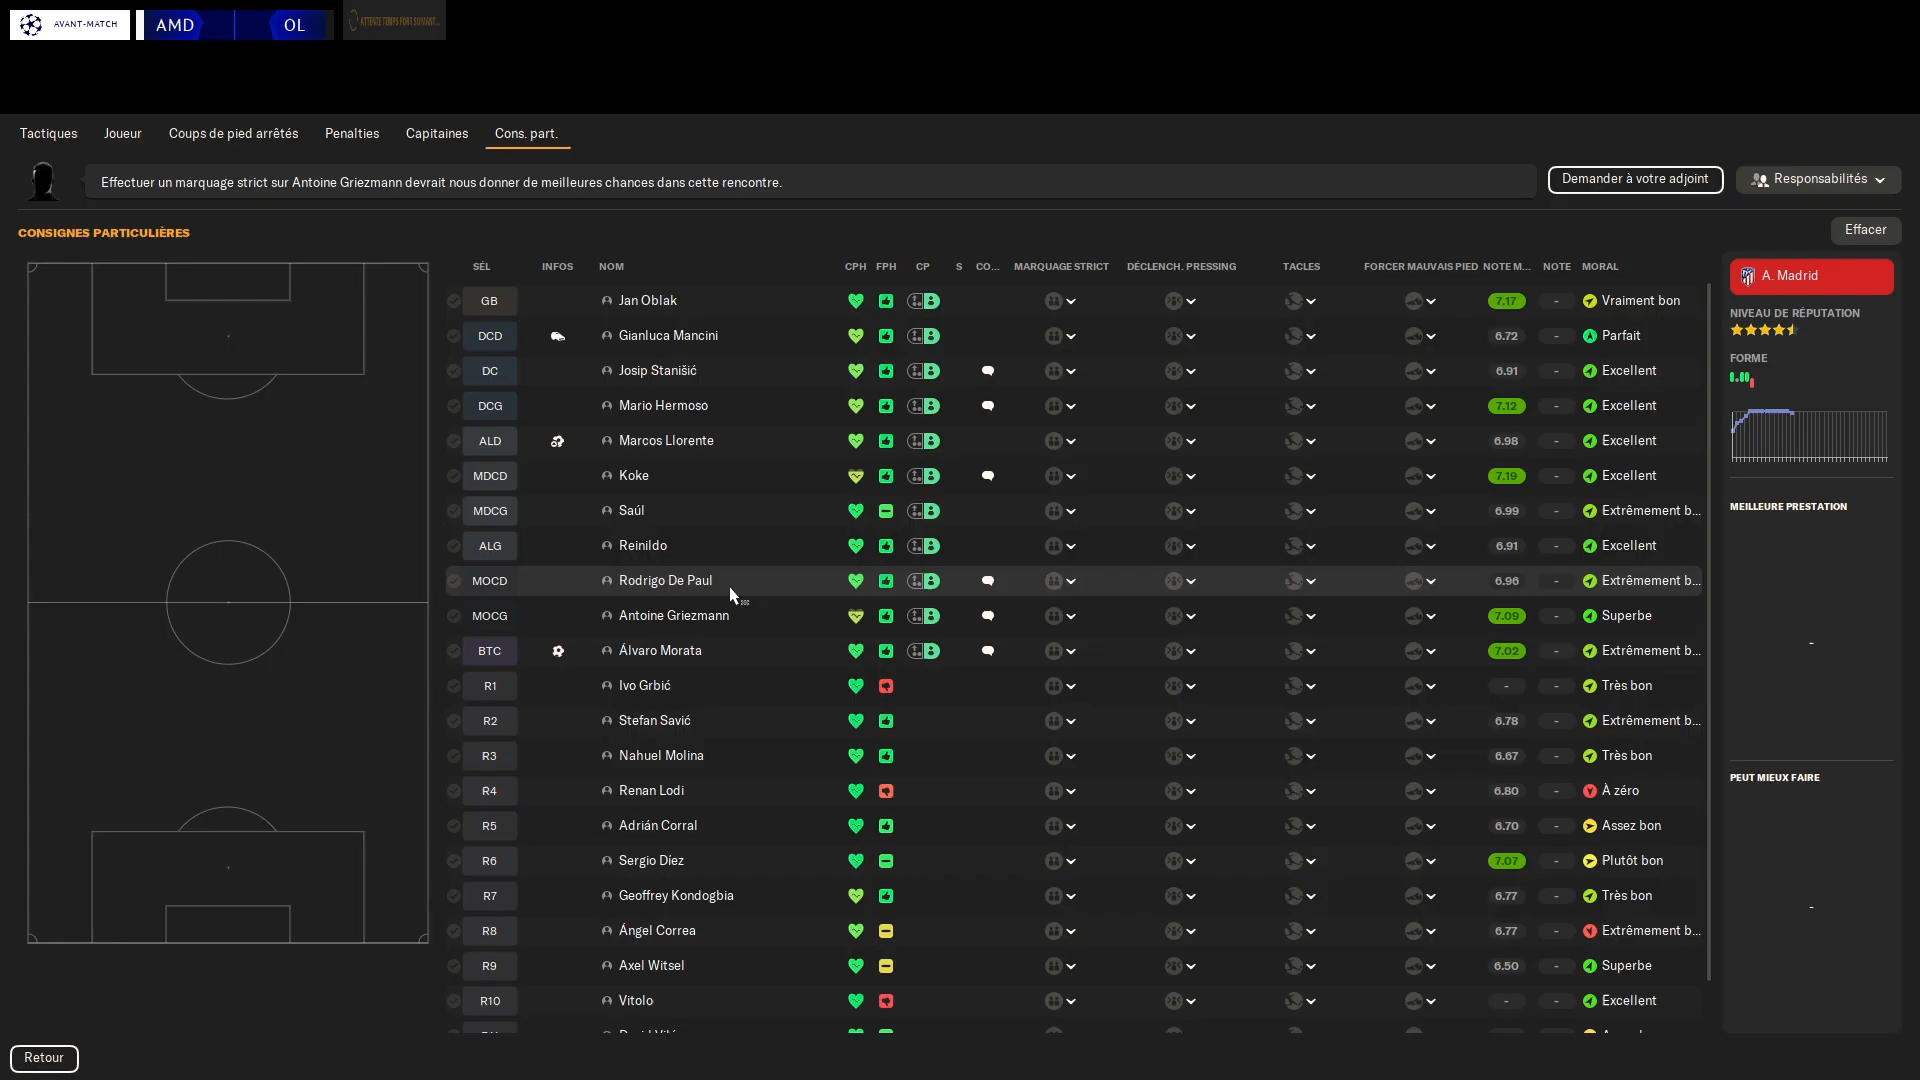 AVANT-MATCH AMD OL ATTENTE TEMPS FORT SUIVANT...
Tactiques Joueur Coups de pied arrêtés Penalties Capitaines Cons. part.
Effectuer un marquage strict sur Antoine Griezmann devrait nous donner de meilleures chances dans cette rencontre. Demander à votre adjoint Responsabilités
CONSIGNES PARTICULIÈRES Effacer
SÉL INFOS NOM CPH FPH CP S CO... MARQUAGE STRICT DÉCLENCH. PRESSING TACLES FORCER MAUVAIS PIED NOTE M... NOTE MORAL
GB Jan Oblak 7.17 - Vraiment bon
DCD Gianluca Mancini 6.72 - Parfait
DC Josip Stanišić 6.91 - Excellent
DCG Mario Hermoso 7.12 - Excellent
ALD Marcos Llorente 6.98 - Excellent
MDCD Koke 7.19 - Excellent
MDCG Saúl 6.99 - Extrêmement b...
ALG Reinildo 6.91 - Excellent
MOCD Rodrigo De Paul 6.96 - Extrêmement b...
MOCG Antoine Griezmann 7.09 - Superbe
BTC Álvaro Morata 7.02 - Extrêmement b...
R1 Ivo Grbić - - Très bon
R2 Stefan Savić 6.78 - Extrêmement b...
R3 Nahuel Molina 6.67 - Très bon
R4 Renan Lodi 6.80 - À zéro
R5 Adrián Corral 6.70 - Assez bon
R6 Sergio Díez 7.07 - Plutôt bon
R7 Geoffrey Kondogbia 6.77 - Très bon
R8 Ángel Correa 6.77 - Extrêmement b...
R9 Axel Witsel 6.50 - Superbe
R10 Vitolo - - Excellent
A. Madrid
NIVEAU DE RÉPUTATION
FORME
MEILLEURE PRESTATION
-
PEUT MIEUX FAIRE
-
Retour